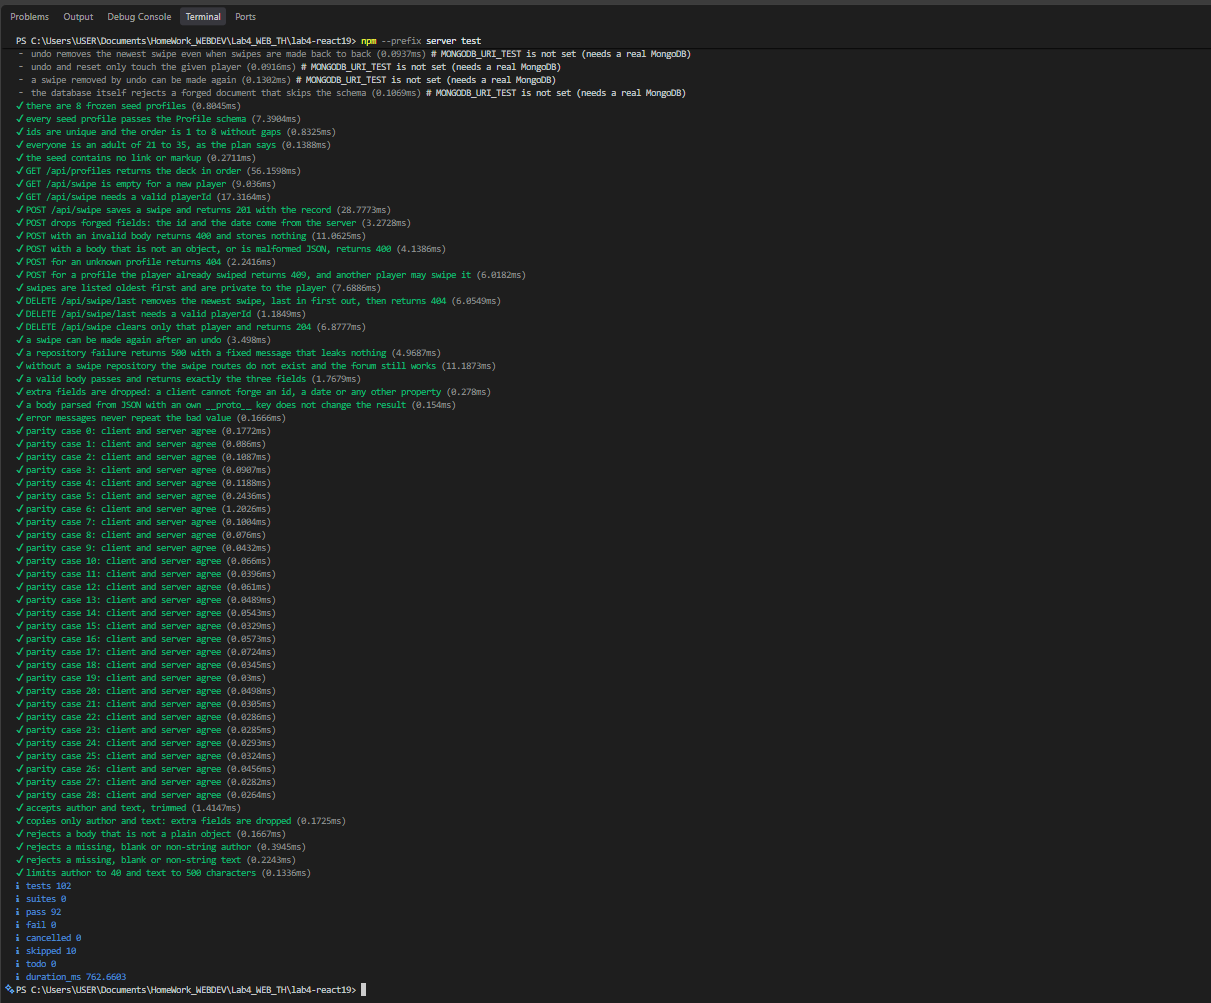 Problems Output Debug Console Terminal Ports
PS C:\Users\USER\Documents\HomeWork_WEBDEV\Lab4_WEB_TH\lab4-react19> npm --prefix server test
- undo removes the newest swipe even when swipes are made back to back (0.0937ms) # MONGODB_URI_TEST is not set (needs a real MongoDB)
- undo and reset only touch the given player (0.0916ms) # MONGODB_URI_TEST is not set (needs a real MongoDB)
- a swipe removed by undo can be made again (0.1302ms) # MONGODB_URI_TEST is not set (needs a real MongoDB)
- the database itself rejects a forged document that skips the schema (0.1069ms) # MONGODB_URI_TEST is not set (needs a real MongoDB)
✓ there are 8 frozen seed profiles (0.8045ms)
✓ every seed profile passes the Profile schema (7.3904ms)
✓ ids are unique and the order is 1 to 8 without gaps (0.8325ms)
✓ everyone is an adult of 21 to 35, as the plan says (0.1388ms)
✓ the seed contains no link or markup (0.2711ms)
✓ GET /api/profiles returns the deck in order (56.1598ms)
✓ GET /api/swipe is empty for a new player (9.036ms)
✓ GET /api/swipe needs a valid playerId (17.3164ms)
✓ POST /api/swipe saves a swipe and returns 201 with the record (28.7773ms)
✓ POST drops forged fields: the id and the date come from the server (3.2728ms)
✓ POST with an invalid body returns 400 and stores nothing (11.0625ms)
✓ POST with a body that is not an object, or is malformed JSON, returns 400 (4.1386ms)
✓ POST for an unknown profile returns 404 (2.2416ms)
✓ POST for a profile the player already swiped returns 409, and another player may swipe it (6.0182ms)
✓ swipes are listed oldest first and are private to the player (7.6886ms)
✓ DELETE /api/swipe/last removes the newest swipe, last in first out, then returns 404 (6.0549ms)
✓ DELETE /api/swipe/last needs a valid playerId (1.1849ms)
✓ DELETE /api/swipe clears only that player and returns 204 (6.8777ms)
✓ a swipe can be made again after an undo (3.498ms)
✓ a repository failure returns 500 with a fixed message that leaks nothing (4.9687ms)
✓ without a swipe repository the swipe routes do not exist and the forum still works (11.1873ms)
✓ a valid body passes and returns exactly the three fields (1.7679ms)
✓ extra fields are dropped: a client cannot forge an id, a date or any other property (0.278ms)
✓ a body parsed from JSON with an own __proto__ key does not change the result (0.154ms)
✓ error messages never repeat the bad value (0.1666ms)
✓ parity case 0: client and server agree (0.1772ms)
✓ parity case 1: client and server agree (0.086ms)
✓ parity case 2: client and server agree (0.1087ms)
✓ parity case 3: client and server agree (0.0907ms)
✓ parity case 4: client and server agree (0.1188ms)
✓ parity case 5: client and server agree (0.2436ms)
✓ parity case 6: client and server agree (1.2026ms)
✓ parity case 7: client and server agree (0.1004ms)
✓ parity case 8: client and server agree (0.076ms)
✓ parity case 9: client and server agree (0.0432ms)
✓ parity case 10: client and server agree (0.066ms)
✓ parity case 11: client and server agree (0.0396ms)
✓ parity case 12: client and server agree (0.061ms)
✓ parity case 13: client and server agree (0.0489ms)
✓ parity case 14: client and server agree (0.0543ms)
✓ parity case 15: client and server agree (0.0329ms)
✓ parity case 16: client and server agree (0.0573ms)
✓ parity case 17: client and server agree (0.0724ms)
✓ parity case 18: client and server agree (0.0345ms)
✓ parity case 19: client and server agree (0.03ms)
✓ parity case 20: client and server agree (0.0498ms)
✓ parity case 21: client and server agree (0.0305ms)
✓ parity case 22: client and server agree (0.0286ms)
✓ parity case 23: client and server agree (0.0285ms)
✓ parity case 24: client and server agree (0.0293ms)
✓ parity case 25: client and server agree (0.0324ms)
✓ parity case 26: client and server agree (0.0456ms)
✓ parity case 27: client and server agree (0.0282ms)
✓ parity case 28: client and server agree (0.0264ms)
✓ accepts author and text, trimmed (1.4147ms)
✓ copies only author and text: extra fields are dropped (0.1725ms)
✓ rejects a body that is not a plain object (0.1667ms)
✓ rejects a missing, blank or non-string author (0.3945ms)
✓ rejects a missing, blank or non-string text (0.2243ms)
✓ limits author to 40 and text to 500 characters (0.1336ms)
i tests 102
i suites 0
i pass 92
i fail 0
i cancelled 0
i skipped 10
i todo 0
i duration_ms 762.6603
PS C:\Users\USER\Documents\HomeWork_WEBDEV\Lab4_WEB_TH\lab4-react19>